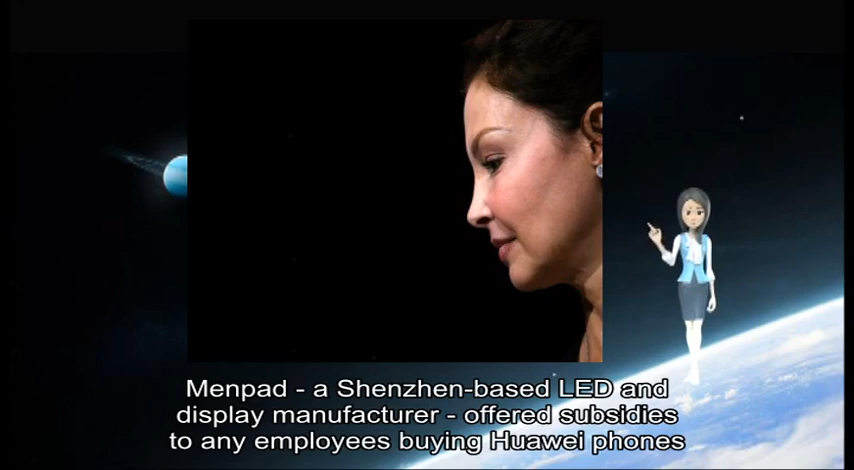 Menpad - a Shenzhen-based LED and
display manufacturer - offered subsidies
to any employees buying Huawei phones